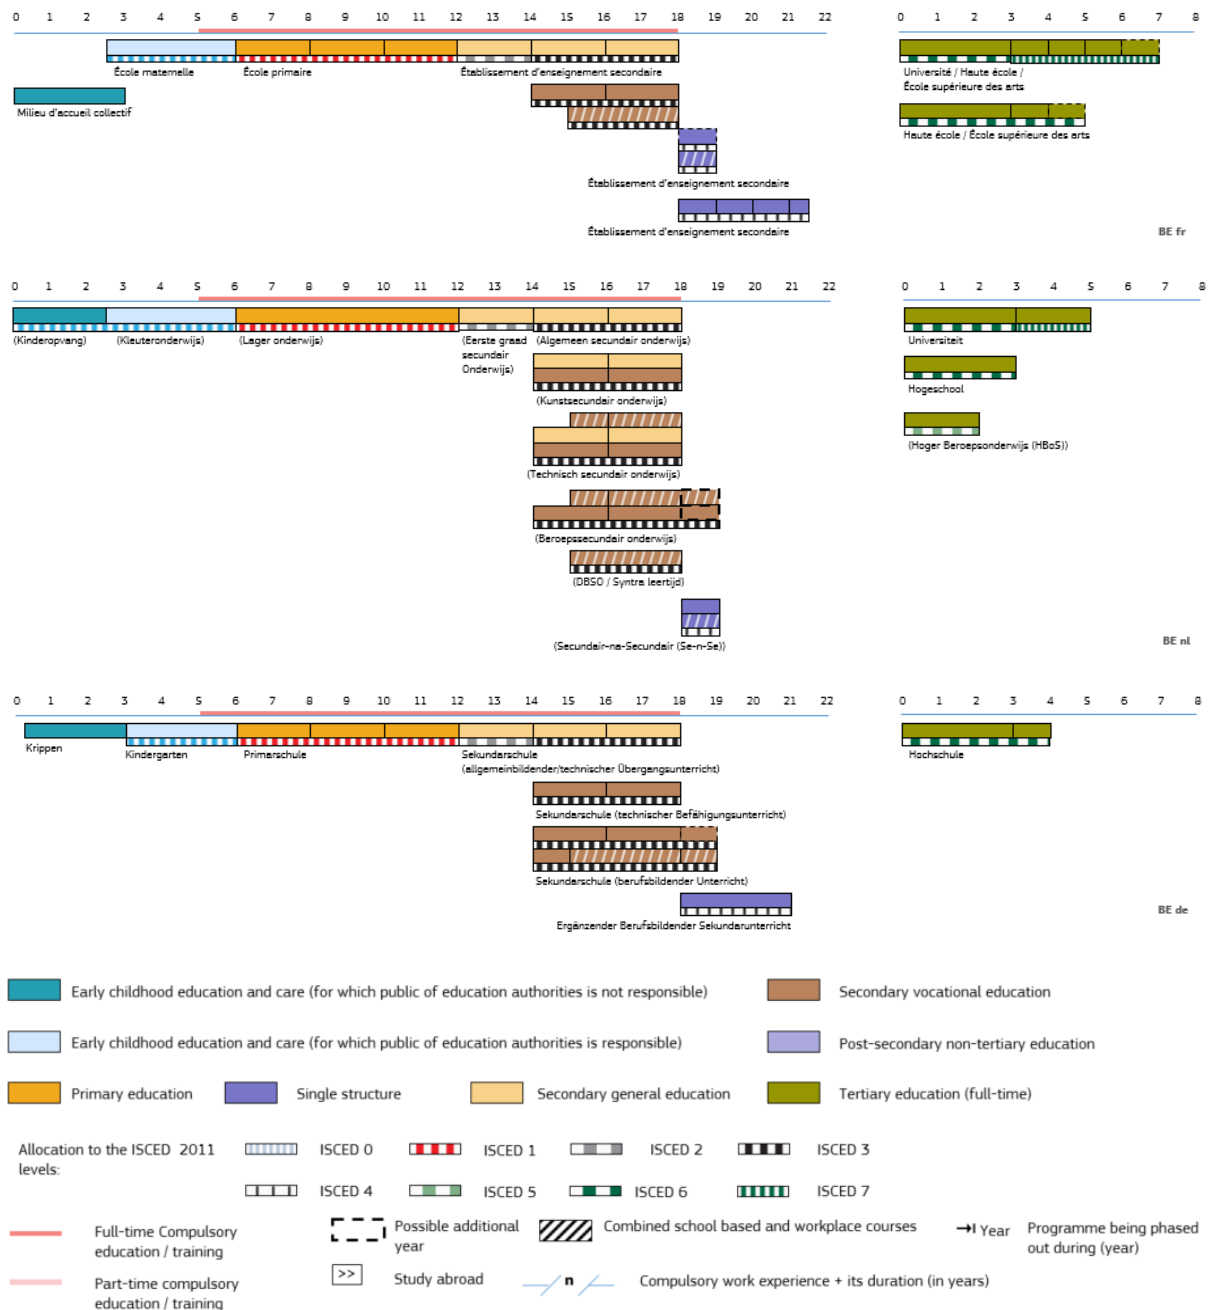 0 1 2 3 4 5 6 7 8 9 10 11 12 13 14 15 16 17 18 19 20 21 22
0 1 2 3 4 5 6 7 8
École maternelle
École primaire
Établissement d'enseignement secondaire
Université / Haute école /
École supérieure des arts
Milieu d'accueil collectif
Haute école / École supérieure des arts
Établissement d'enseignement secondaire
Établissement d'enseignement secondaire
BE fr
0 1 2 3 4 5 6 7 8 9 10 11 12 13 14 15 16 17 18 19 20 21 22
0 1 2 3 4 5 6 7 8
(Kinderopvang)
(Kleuteronderwijs)
(Lager onderwijs)
(Eerste graad
secundair
Onderwijs)
(Algemeen secundair onderwijs)
Universiteit
Hogeschool
(Kunstsecundair onderwijs)
(Hoger Beroepsonderwijs (HBo5))
(Technisch secundair onderwijs)
(Beroepssecundair onderwijs)
(DBSO / Syntra leertijd)
(Secundair-na-Secundair (Se-n-Se))
BE nl
0 1 2 3 4 5 6 7 8 9 10 11 12 13 14 15 16 17 18 19 20 21 22
0 1 2 3 4 5 6 7 8
Krippen
Kindergarten
Primarschule
Sekundarschule
(allgemeinbildender/technischer Übergangsunterricht)
Hochschule
Sekundarschule (technischer Befähigungsunterricht)
Sekundarschule (berufsbildender Unterricht)
Ergänzender Berufsbildender Sekundarunterricht
BE de
Early childhood education and care (for which public of education authorities is not responsible)
Secondary vocational education
Early childhood education and care (for which public of education authorities is responsible)
Post-secondary non-tertiary education
Primary education
Single structure
Secondary general education
Tertiary education (full-time)
Allocation to the ISCED 2011
levels:
ISCED 0
ISCED 1
ISCED 2
ISCED 3
ISCED 4
ISCED 5
ISCED 6
ISCED 7
Full-time Compulsory
education / training
Possible additional
year
Combined school based and workplace courses
Year
Programme being phased
out during (year)
Part-time compulsory
education / training
>>
Study abroad
n
Compulsory work experience + its duration (in years)